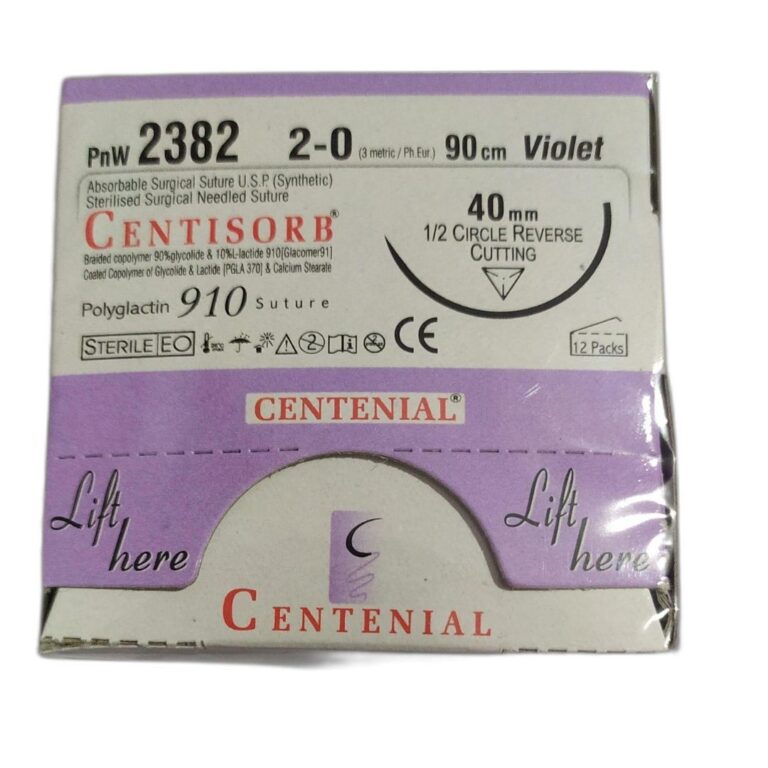 PnW 2382 2-0 (3 metric / Ph.Eur.) 90cm Violet
Absorbable Surgical Suture U.S.P. (Synthetic)
Sterilised Surgical Needled Suture
CENTISORB®
Braided copolymer 90%glycolide & 10%L-lactide 910[Glacomer91]
Coated Copolymer of Glycolide & Lactide [PGLA 370] & Calcium Stearate
Polyglactin 910 Suture
40mm
1/2 CIRCLE REVERSE
CUTTING
STERILE EO
2
CE
12 Packs
CENTENIAL®
Lift
here
Lift
here
CENTENIAL